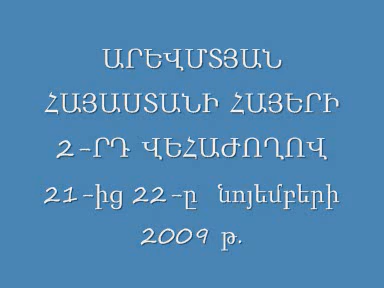 ԱՐԵՎՄՏՅԱՆ
ՀԱՅԱՍՏԱՆԻ ՀԱՅԵՐԻ
2-ՐԴ ՎԵՀԱԺՈՂՈՎ
21-ից 22-ը նոյեմբերի
2009 թ.